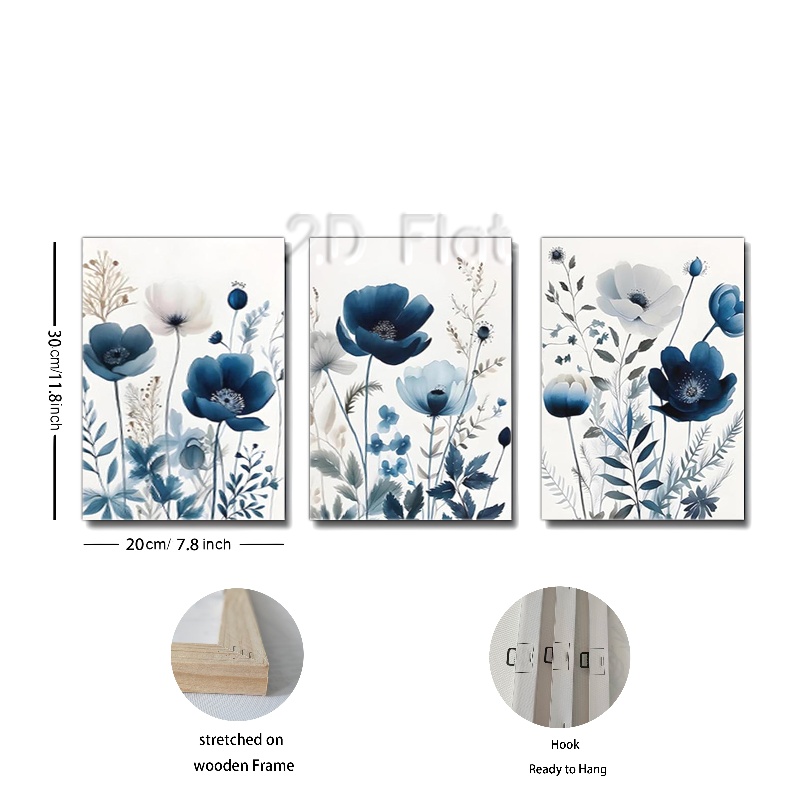 2D Flat
30cm/11.8inch
20cm/ 7.8 inch
stretched on
wooden Frame
Hook
Ready to Hang